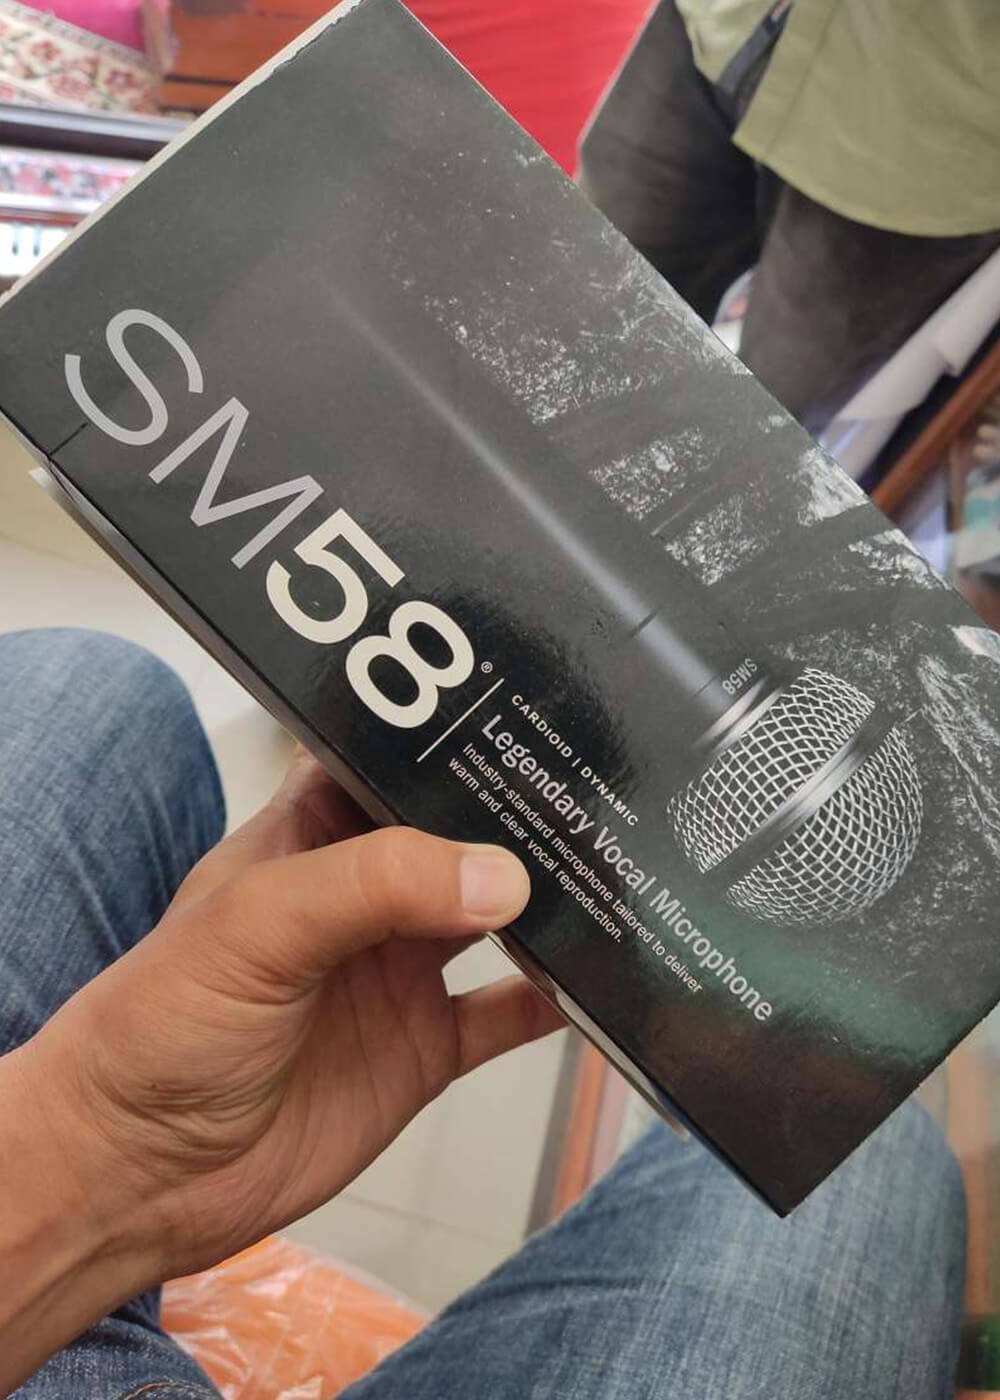 SM58®
CARDIOID | DYNAMIC
Legendary Vocal Microphone
Industry-standard microphone tailored to deliver
warm and clear vocal reproduction.
SM58